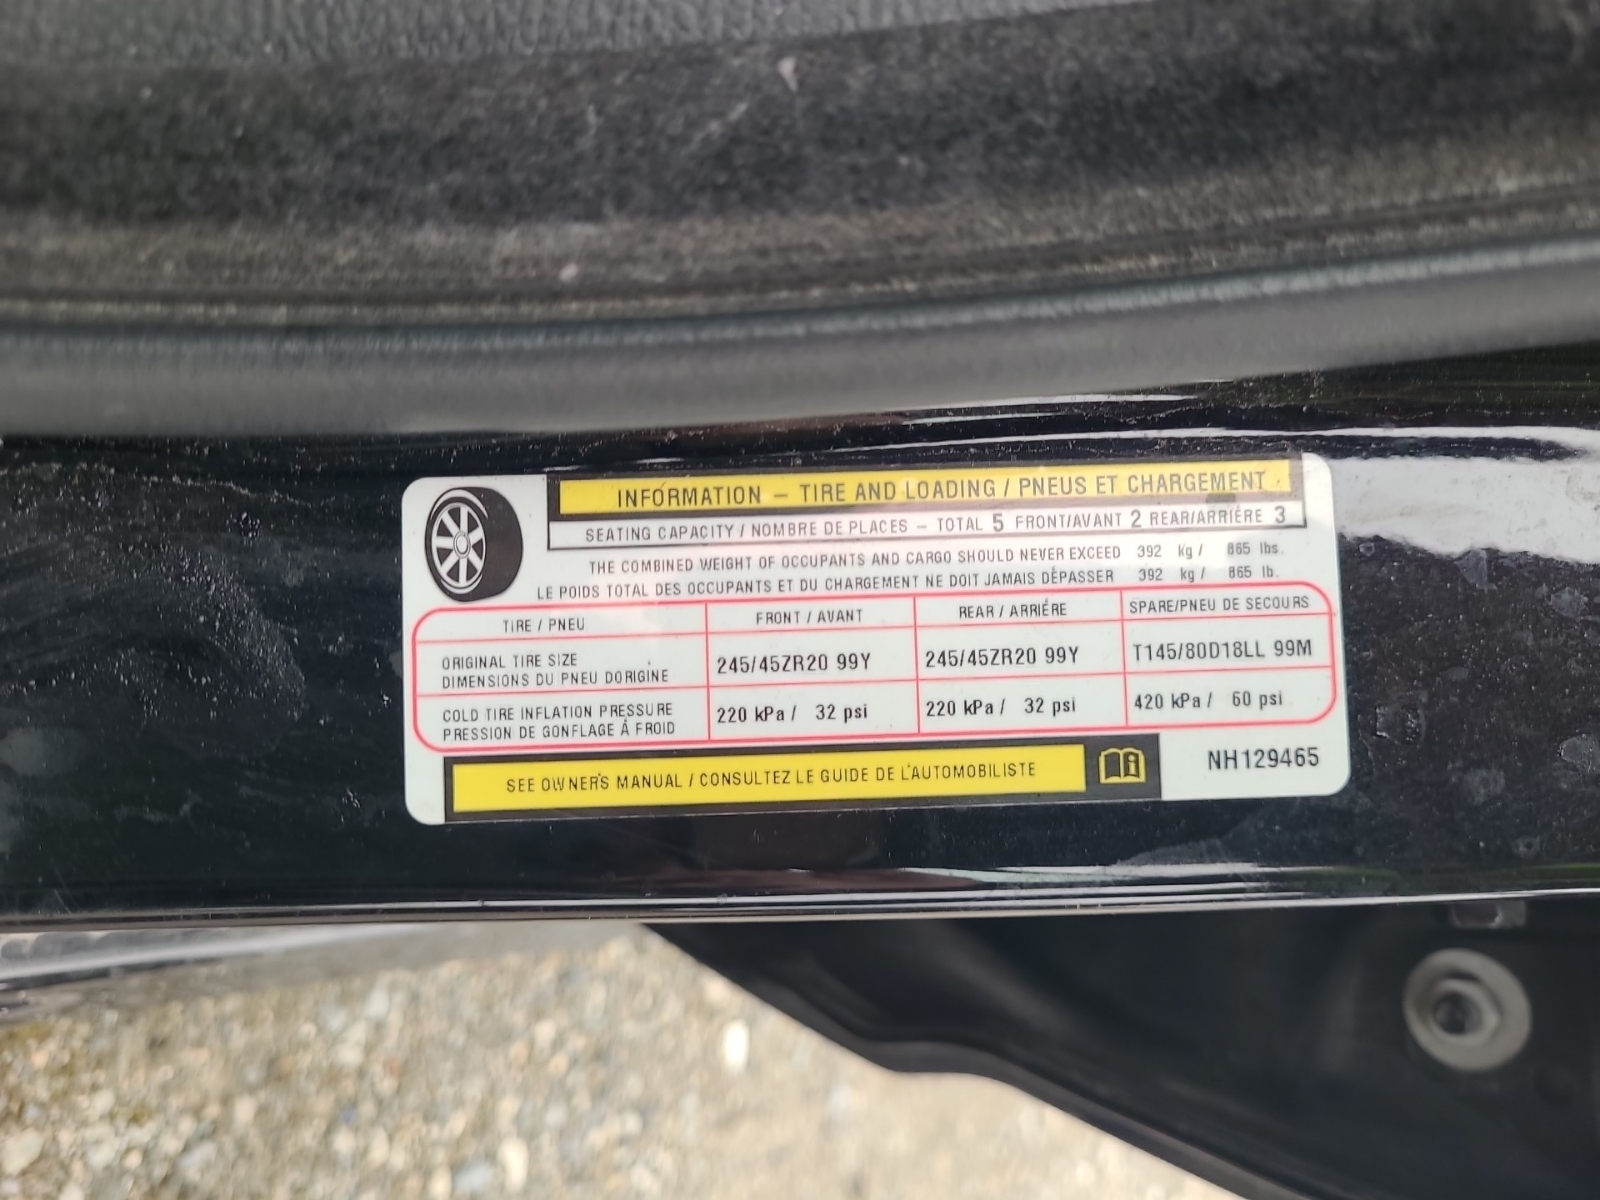 INFORMATION – TIRE AND LOADING / PNEUS ET CHARGEMENT
SEATING CAPACITY / NOMBRE DE PLACES – TOTAL 5 FRONT/AVANT 2 REAR/ARRIÈRE 3
THE COMBINED WEIGHT OF OCCUPANTS AND CARGO SHOULD NEVER EXCEED 392 kg / 865 lbs.
LE POIDS TOTAL DES OCCUPANTS ET DU CHARGEMENT NE DOIT JAMAIS DÉPASSER 392 kg / 865 lb.
TIRE / PNEU FRONT / AVANT REAR / ARRIÉRE SPARE/PNEU DE SECOURS
ORIGINAL TIRE SIZE
DIMENSIONS DU PNEU DORIGINE
245/45ZR20 99Y 245/45ZR20 99Y T145/80D18LL 99M
COLD TIRE INFLATION PRESSURE
PRESSION DE GONFLAGE À FROID
220 kPa / 32 psi 220 kPa / 32 psi 420 kPa / 60 psi
SEE OWNER'S MANUAL / CONSULTEZ LE GUIDE DE L'AUTOMOBILISTE
NH129465